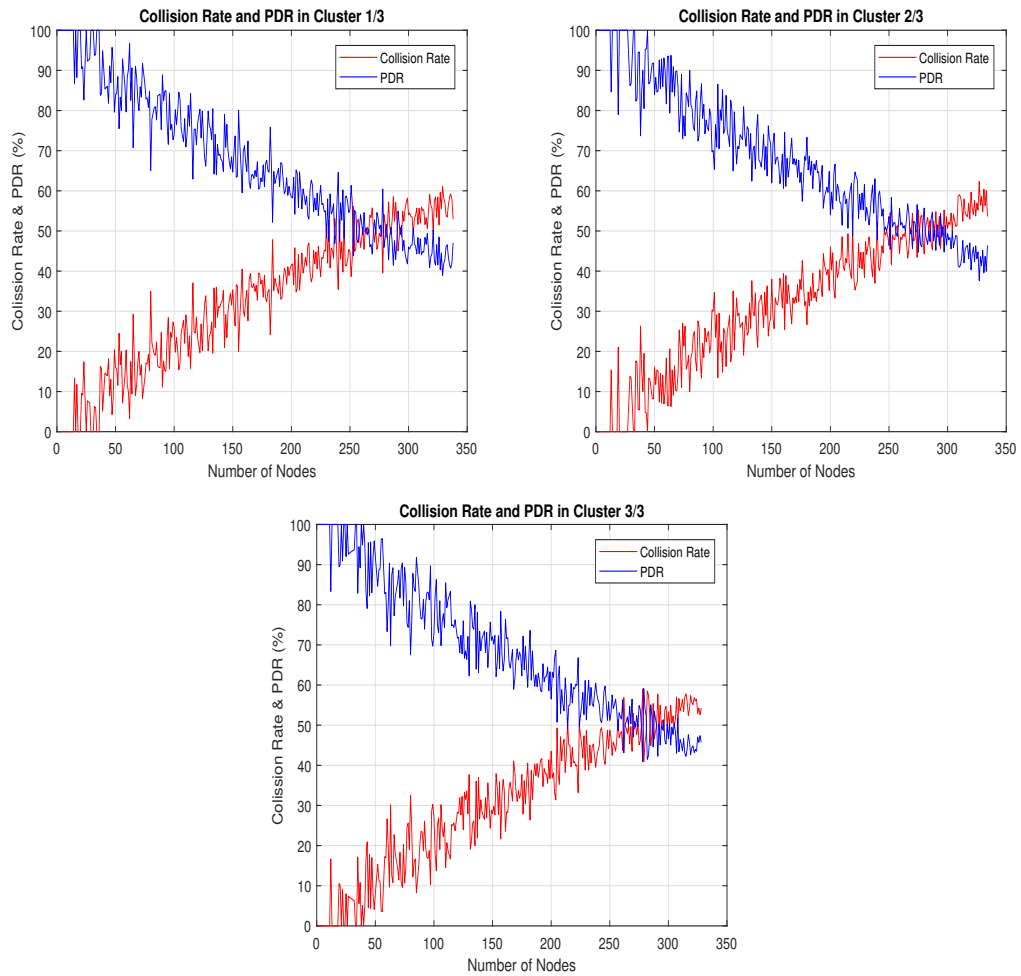 Collision Rate and PDR in Cluster 1/3
Colission Rate & PDR (%)
100
90
80
70
60
50
40
30
20
10
0
Collision Rate
PDR
0 50 100 150 200 250 300 350
Number of Nodes
Collision Rate and PDR in Cluster 2/3
Colission Rate & PDR (%)
100
90
80
70
60
50
40
30
20
10
0
Collision Rate
PDR
0 50 100 150 200 250 300 350
Number of Nodes
Collision Rate and PDR in Cluster 3/3
Colission Rate & PDR (%)
100
90
80
70
60
50
40
30
20
10
0
Collision Rate
PDR
0 50 100 150 200 250 300 350
Number of Nodes